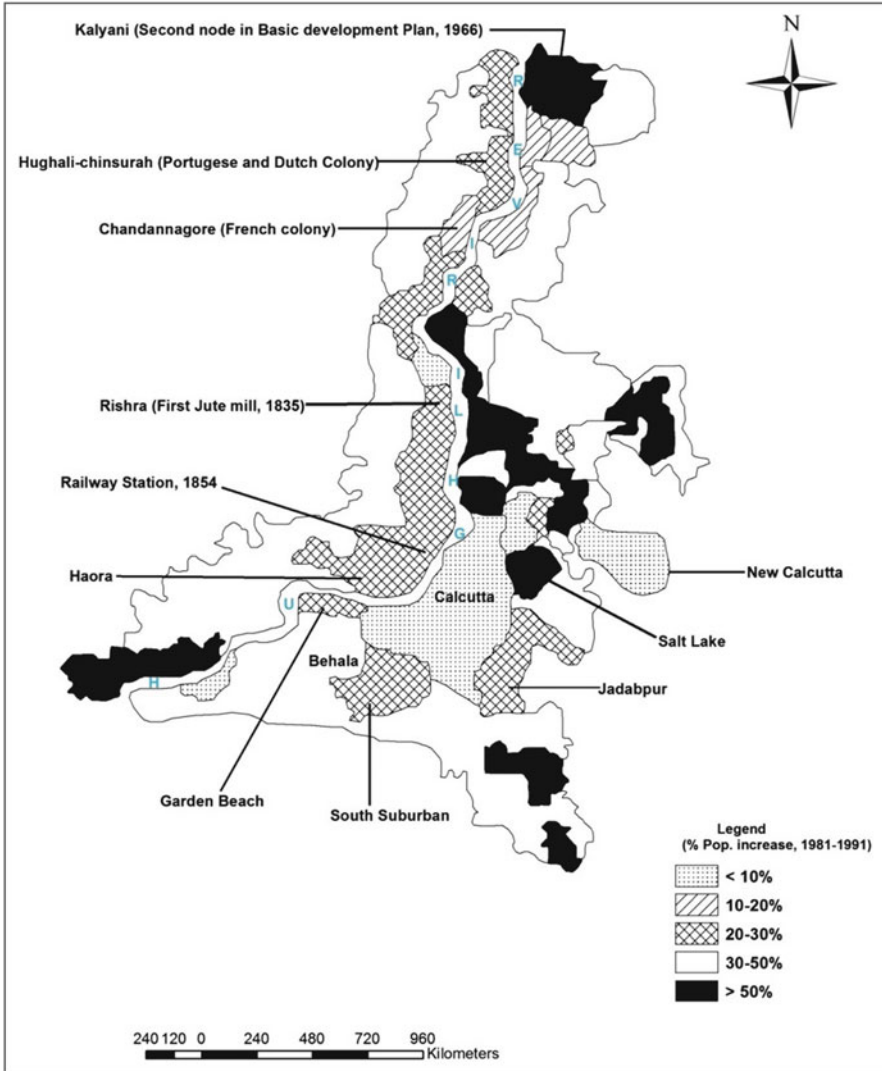 Kalyani (Second node in Basic development Plan, 1966)
N
Hughali-chinsurah (Portugese and Dutch Colony)
Chandannagore (French colony)
R
E
V
I
R
Rishra (First Jute mill, 1835)
I
L
H
G
U
H
Railway Station, 1854
Haora
Calcutta
New Calcutta
Salt Lake
Behala
Jadabpur
Garden Beach
South Suburban
Legend
(% Pop. increase, 1981-1991)
< 10%
10-20%
20-30%
30-50%
> 50%
240 120 0 240 480 720 960
Kilometers